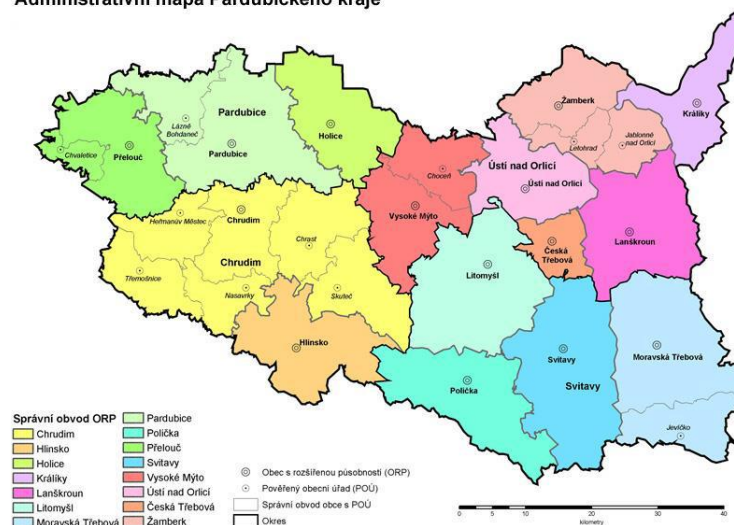 Administrativní mapa Pardubického kraje
Králíky
Žamberk
Pardubice
Lázně
Bohdaneč
Holice
Letohrad
Jablonné
nad Orlicí
Chvaletice
Přelouč
Pardubice
Choceň
Ústí nad Orlicí
Ústí nad Orlicí
Heřmanův Městec
Chrudim
Vysoké Mýto
Lanškroun
Chrast
Česká
Třebová
Chrudim
Litomyšl
Třemošnice
Nasavrky
Skuteč
Hlinsko
Svitavy
Moravská Třebová
Polička
Svitavy
Jevíčko
Správní obvod ORP
Chrudim
Hlinsko
Holice
Králíky
Lanškroun
Litomyšl
Moravská Třebová
Pardubice
Polička
Přelouč
Svitavy
Vysoké Mýto
Ústí nad Orlicí
Česká Třebová
Žamberk
Obec s rozšířenou působností (ORP)
Pověřený obecní úřad (POÚ)
Správní obvod obce s POÚ
Okres
0 5 10 20 30 40
kilometry